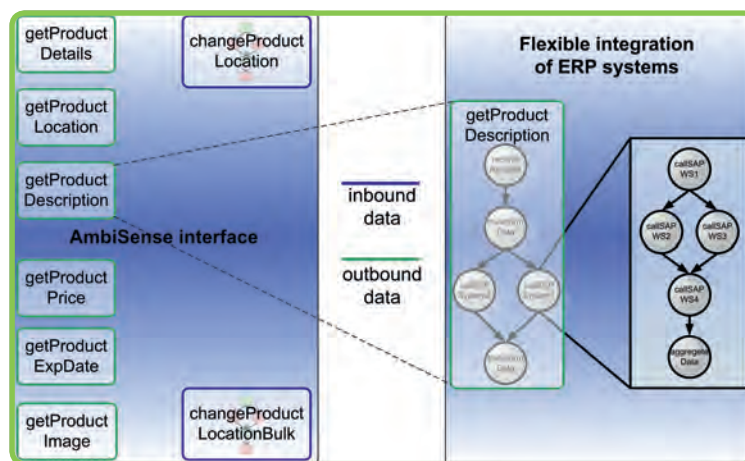 getProduct
Details
changeProduct
Location
getProduct
Location
getProduct
Description
AmbiSense interface
getProduct
Price
getProduct
ExpDate
getProduct
Image
changeProduct
LocationBulk
inbound
data
outbound
data
Flexible integration
of ERP systems
getProduct
Description
Data
Data
callSAP
WS1
callSAP
WS2
callSAP
WS3
callSAP
WS4
aggregate
Data